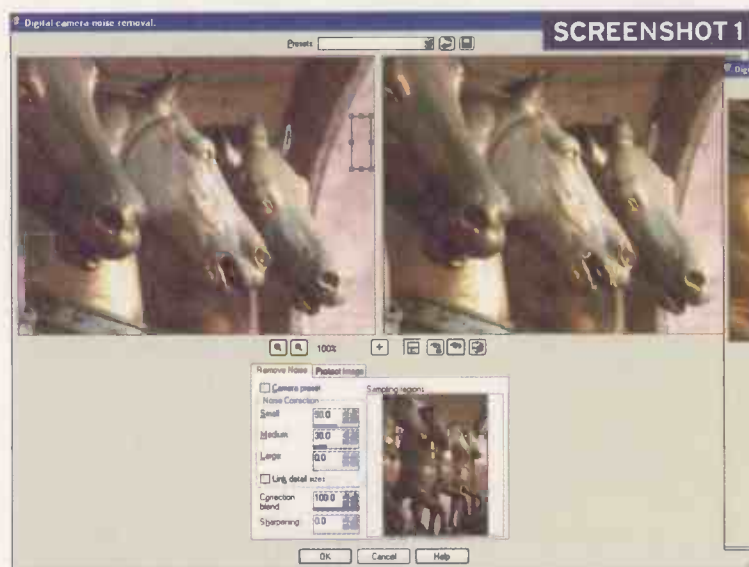 Digital camera noise removal.
SCREENSHOT 1
Presets
Digi
100%
Remove Noise
Protect Image
Camera preset
Sampling regions
Noise Correction
Small
Medium
30.0
Large
0.0
Link detail sizes
Correction blend
100.0
Sharpening
0.0
OK
Cancel
Help